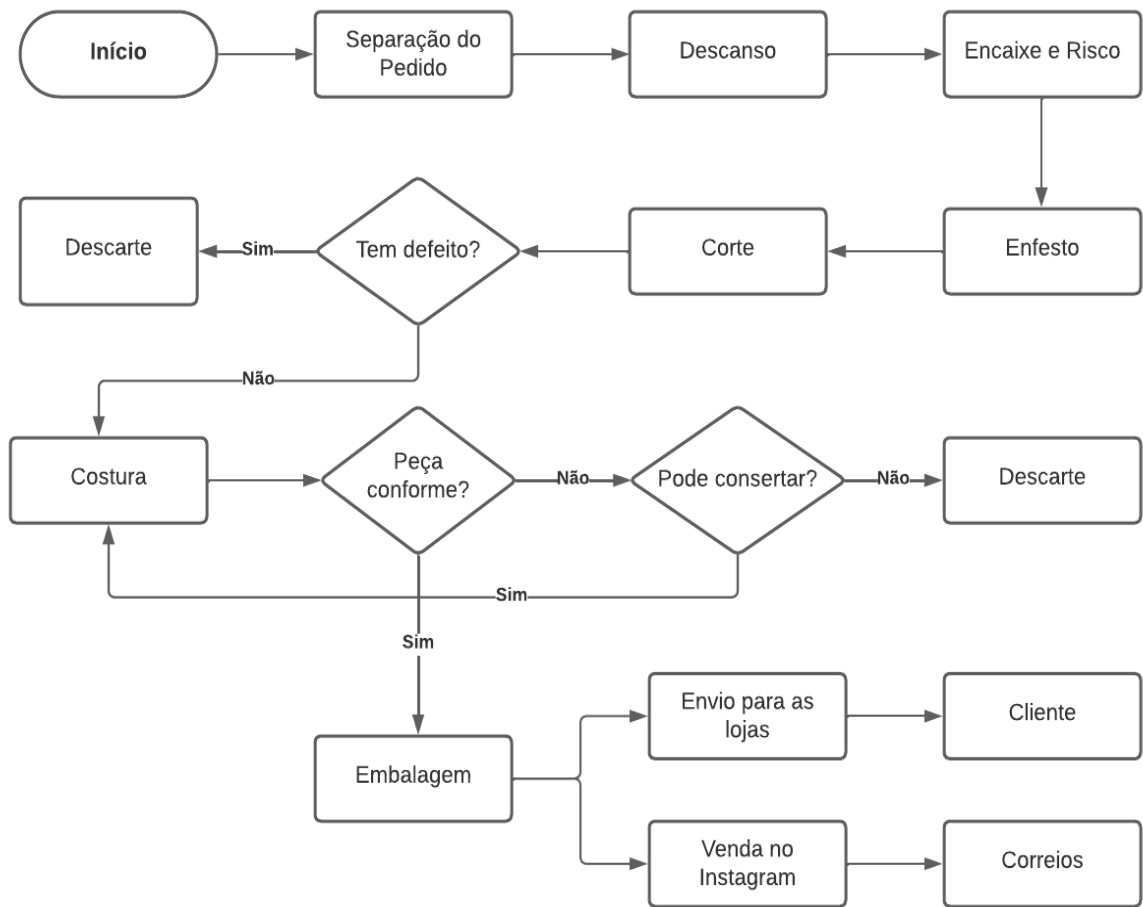 Início
Separação do
Pedido
Descanso
Encaixe e Risco
Descarte
Sim
Tem defeito?
Corte
Enfesto
Não
Costura
Peça
conforme?
Não
Pode consertar?
Não
Descarte
Sim
Sim
Envio para as
lojas
Cliente
Embalagem
Venda no
Instagram
Correios